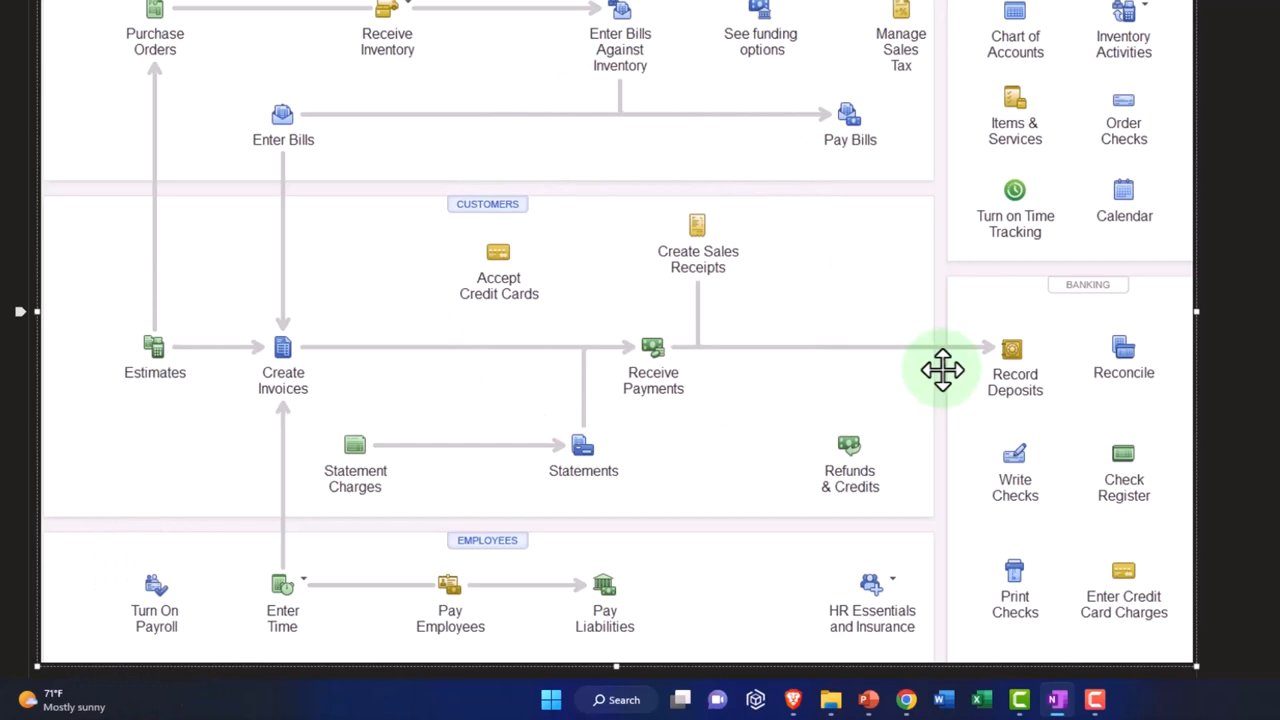 Purchase
Orders
Receive
Inventory
Enter Bills
Against
Inventory
See funding
options
Manage
Sales
Tax
Enter Bills
Pay Bills
CUSTOMERS
Create Sales
Receipts
Accept
Credit Cards
Estimates
Create
Invoices
Receive
Payments
Statement
Charges
Statements
Refunds
& Credits
EMPLOYEES
Turn On
Payroll
Enter
Time
Pay
Employees
Pay
Liabilities
HR Essentials
and Insurance
Chart of
Accounts
Inventory
Activities
Items &
Services
Order
Checks
Turn on Time
Tracking
Calendar
BANKING
Record
Deposits
Reconcile
Write
Checks
Check
Register
Print
Checks
Enter Credit
Card Charges
71°F
Mostly sunny
Search